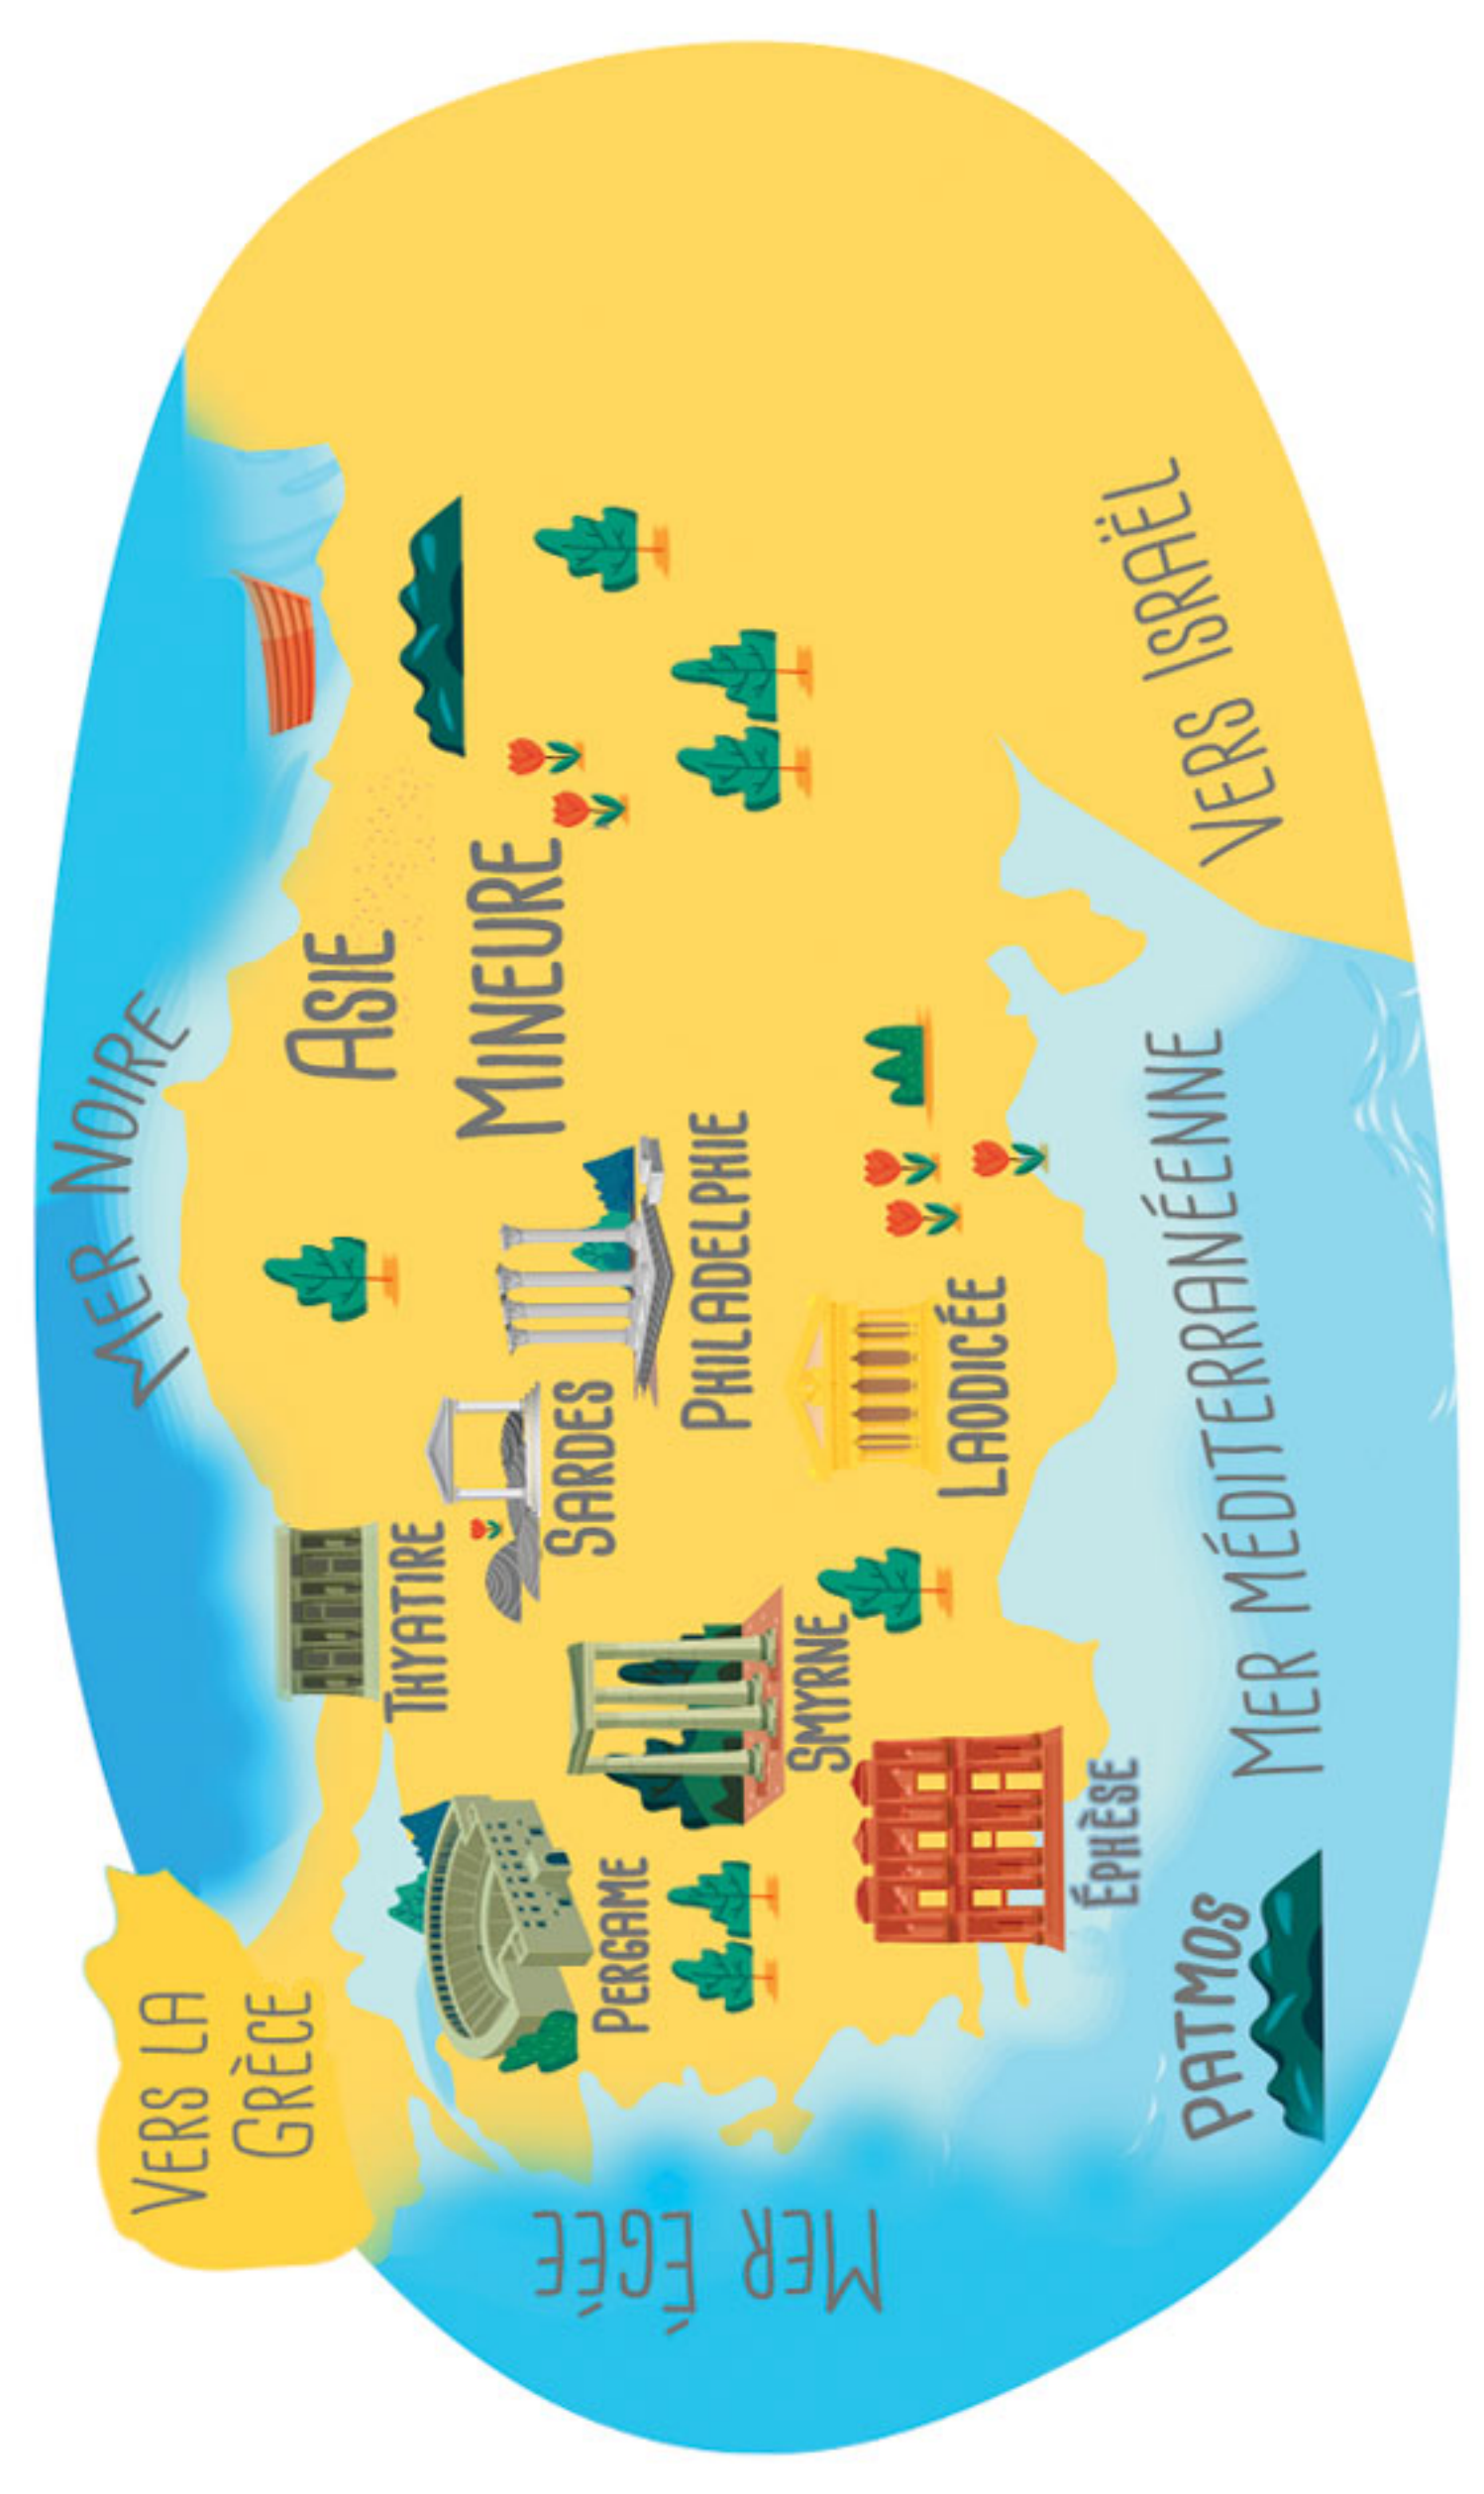 MER NOIRE
ASIE
MINEURE
VERS LA
GRÈCE
THYATIRE
SARDES
PHILADELPHIE
PERGAME
SMYRNE
LAODICÉE
ÉPHÈSE
MER ÉGÉE
PATMOS
MER MÉDITERRANÉENNE
VERS ISRAËL